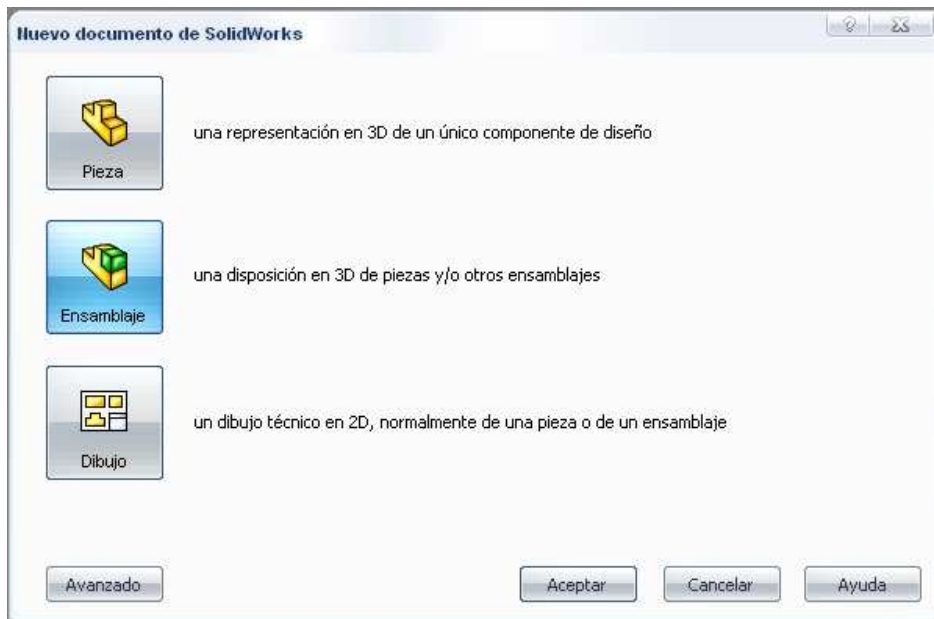 Nuevo documento de SolidWorks
una representación en 3D de un único componente de diseño
Pieza
una disposición en 3D de piezas y/o otros ensamblajes
Ensamblaje
un dibujo técnico en 2D, normalmente de una pieza o de un ensamblaje
Dibujo
Avanzado Aceptar Cancelar Ayuda